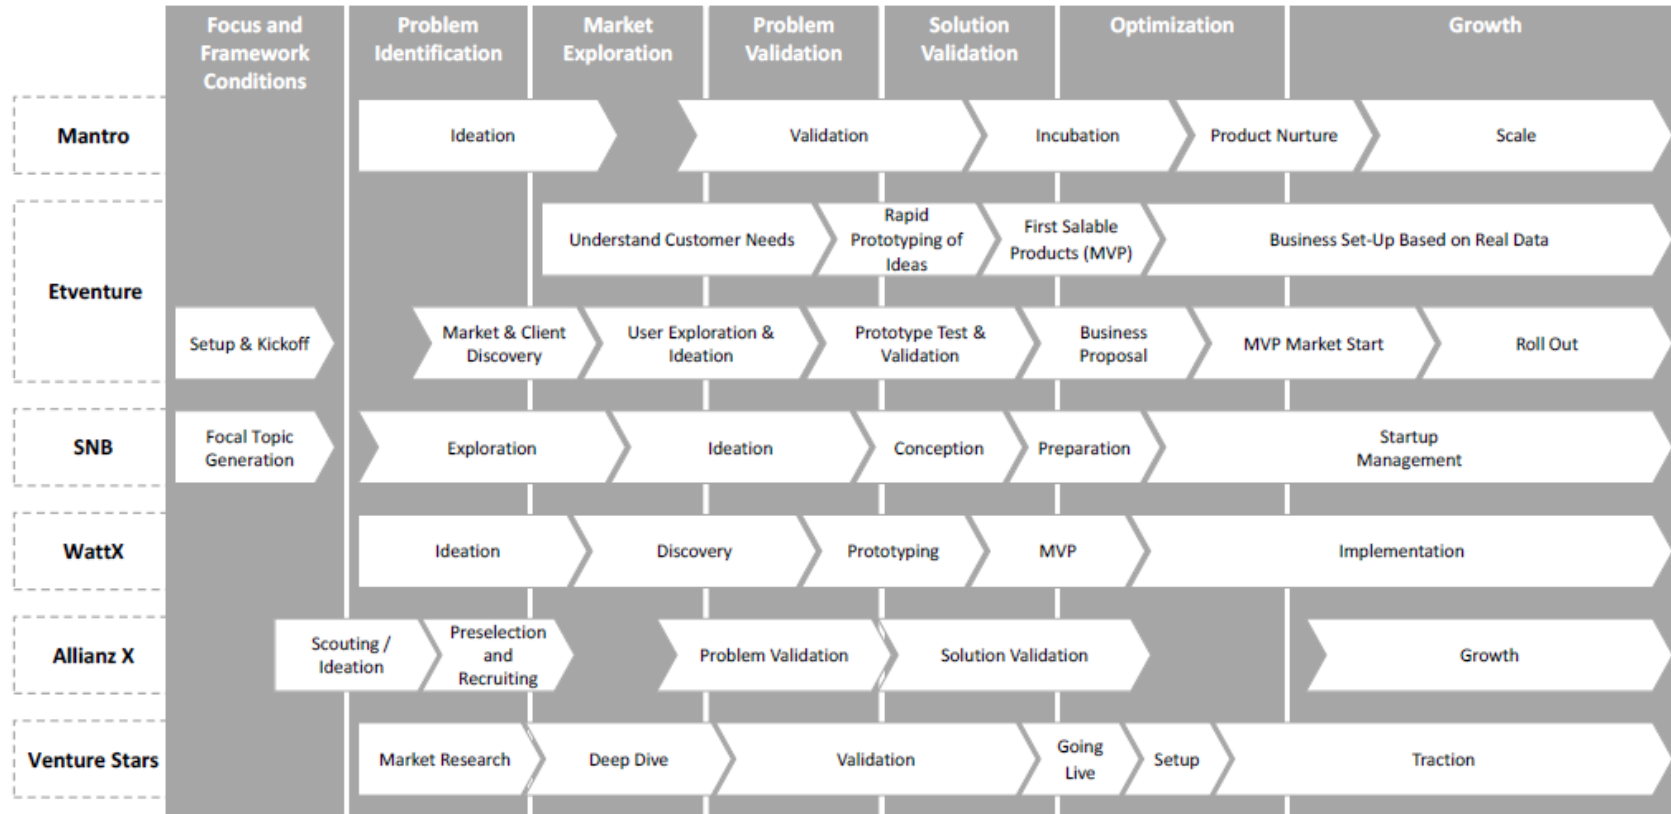 Focus and
Framework
Conditions
Problem
Identification
Market
Exploration
Problem
Validation
Solution
Validation
Optimization
Growth
Mantro
Ideation
Validation
Incubation
Product Nurture
Scale
Etventure
Understand Customer Needs
Rapid
Prototyping of
Ideas
First Salable
Products (MVP)
Business Set-Up Based on Real Data
Setup & Kickoff
Market & Client
Discovery
User Exploration &
Ideation
Prototype Test &
Validation
Business
Proposal
MVP Market Start
Roll Out
SNB
Focal Topic
Generation
Exploration
Ideation
Conception
Preparation
Startup
Management
WattX
Ideation
Discovery
Prototyping
MVP
Implementation
Allianz X
Scouting /
Ideation
Preselection
and
Recruiting
Problem Validation
Solution Validation
Growth
Venture Stars
Market Research
Deep Dive
Validation
Going
Live
Setup
Traction